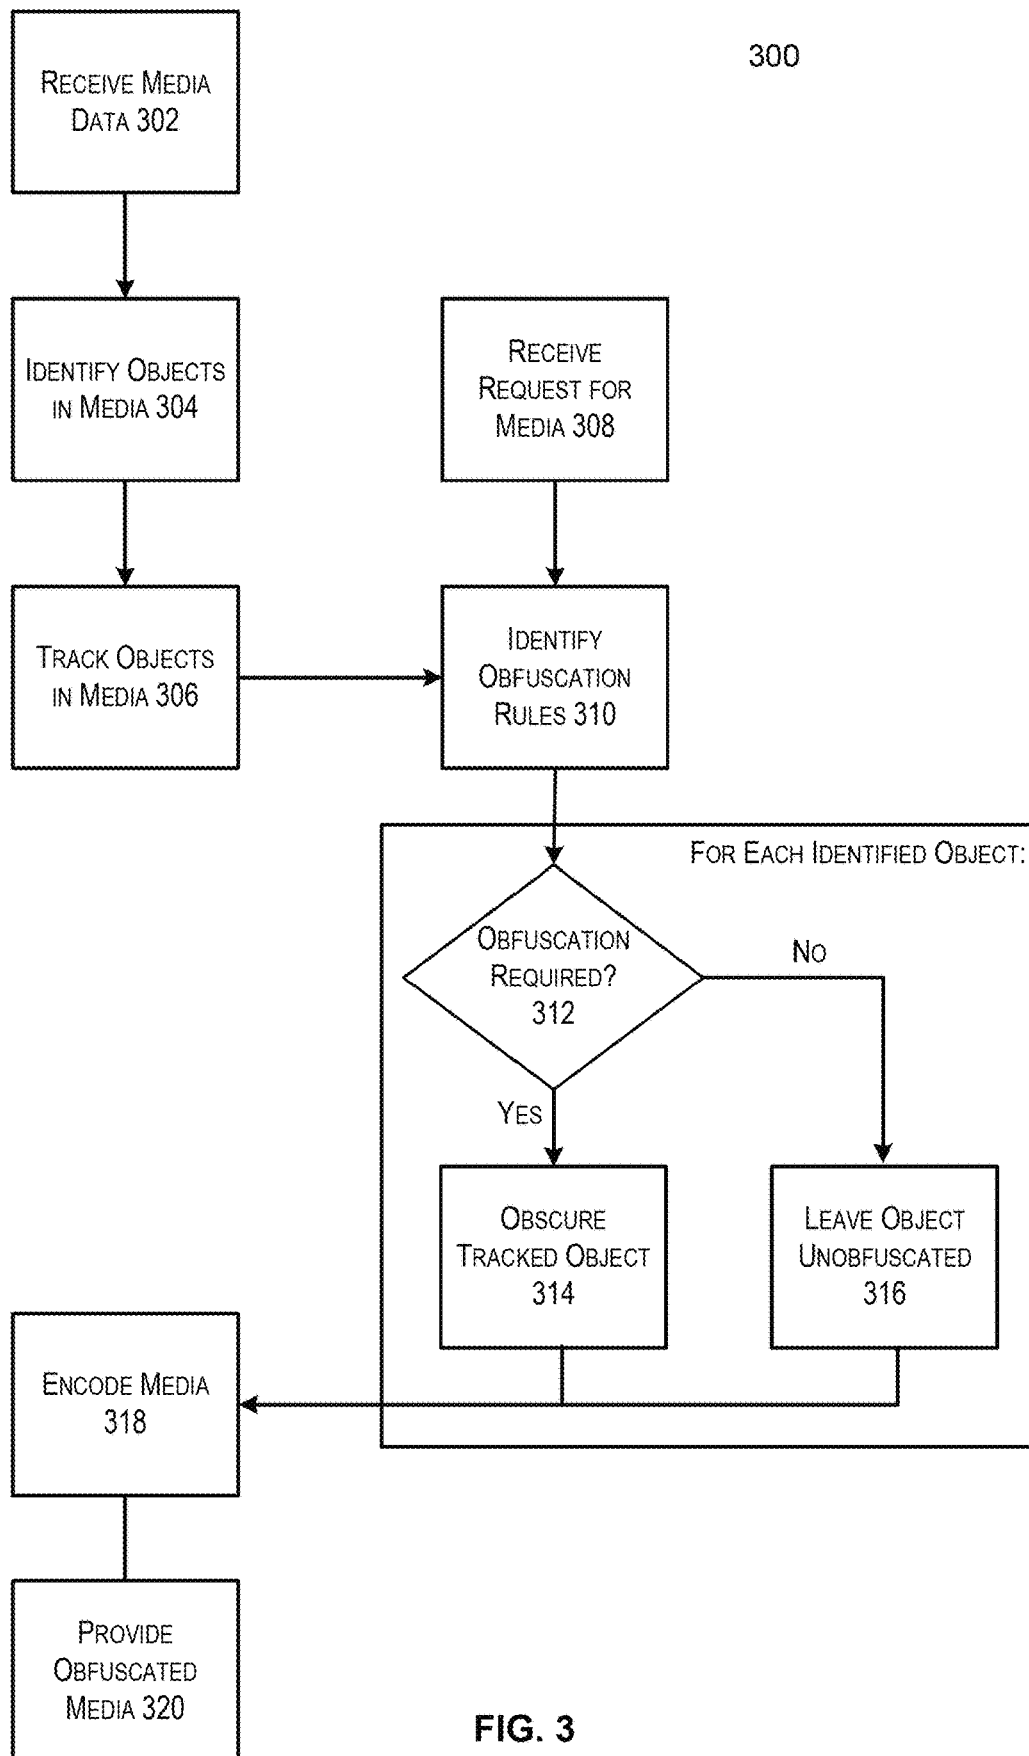 300
RECEIVE MEDIA
DATA 302
IDENTIFY OBJECTS
IN MEDIA 304
RECEIVE
REQUEST FOR
MEDIA 308
TRACK OBJECTS
IN MEDIA 306
IDENTIFY
OBFUSCATION
RULES 310
FOR EACH IDENTIFIED OBJECT:
OBFUSCATION
REQUIRED?
312
NO
YES
OBSCURE
TRACKED OBJECT
314
LEAVE OBJECT
UNOBFUSCATED
316
ENCODE MEDIA
318
PROVIDE
OBFUSCATED
MEDIA 320
FIG. 3